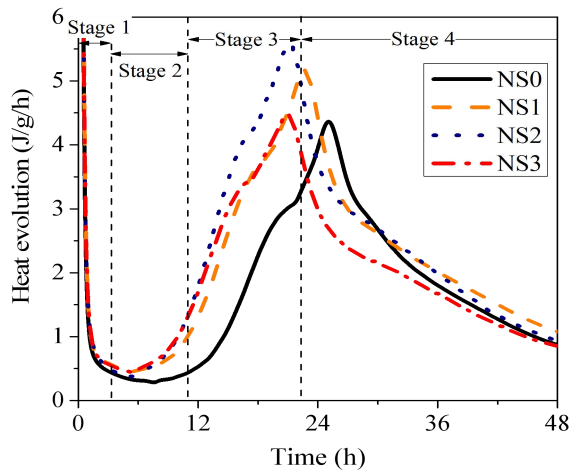 6
5
4
3
2
1
0
Heat evolution (J/g/h)
Stage 1
Stage 2
Stage 3
Stage 4
NS0
NS1
NS2
NS3
0 12 24 36 48
Time (h)